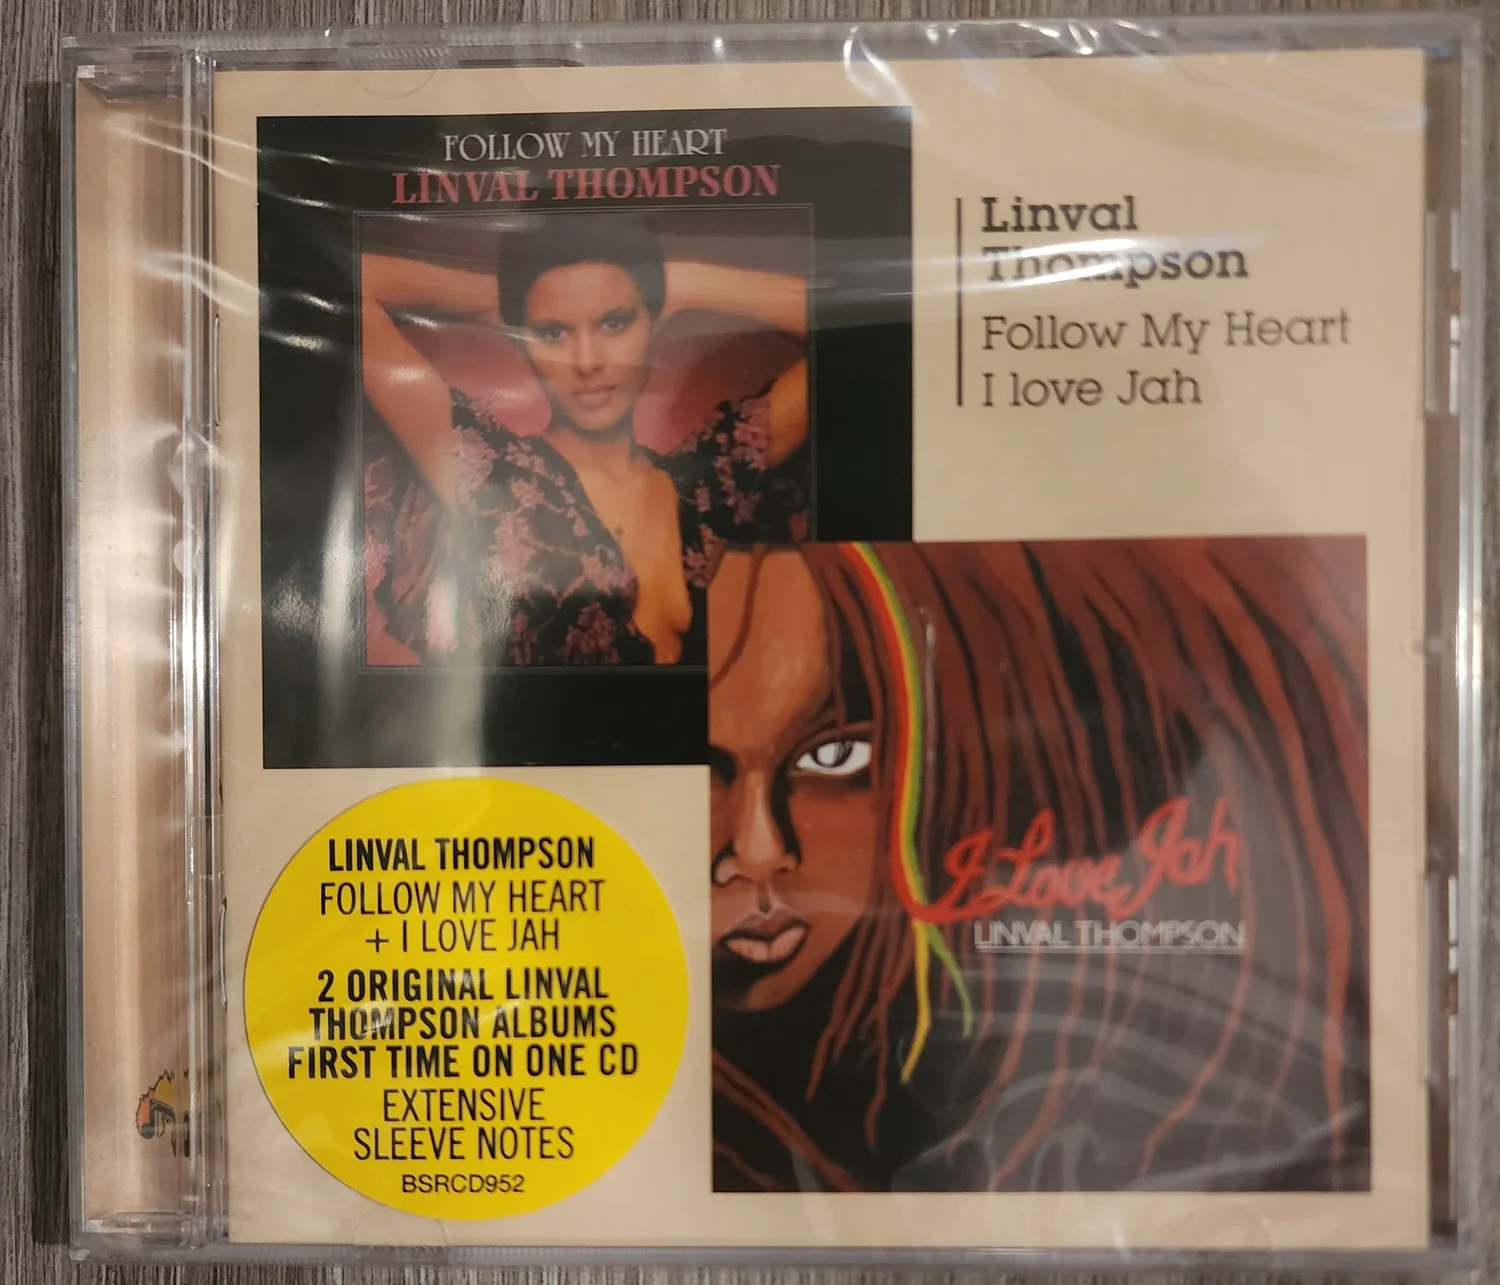 FOLLOW MY HEART
LINVAL THOMPSON
Linval
Thompson
Follow My Heart
I love Jah
I Love Jah
LINVAL THOMPSON
LINVAL THOMPSON
FOLLOW MY HEART
+ I LOVE JAH
2 ORIGINAL LINVAL
THOMPSON ALBUMS
FIRST TIME ON ONE CD
EXTENSIVE
SLEEVE NOTES
BSRCD952